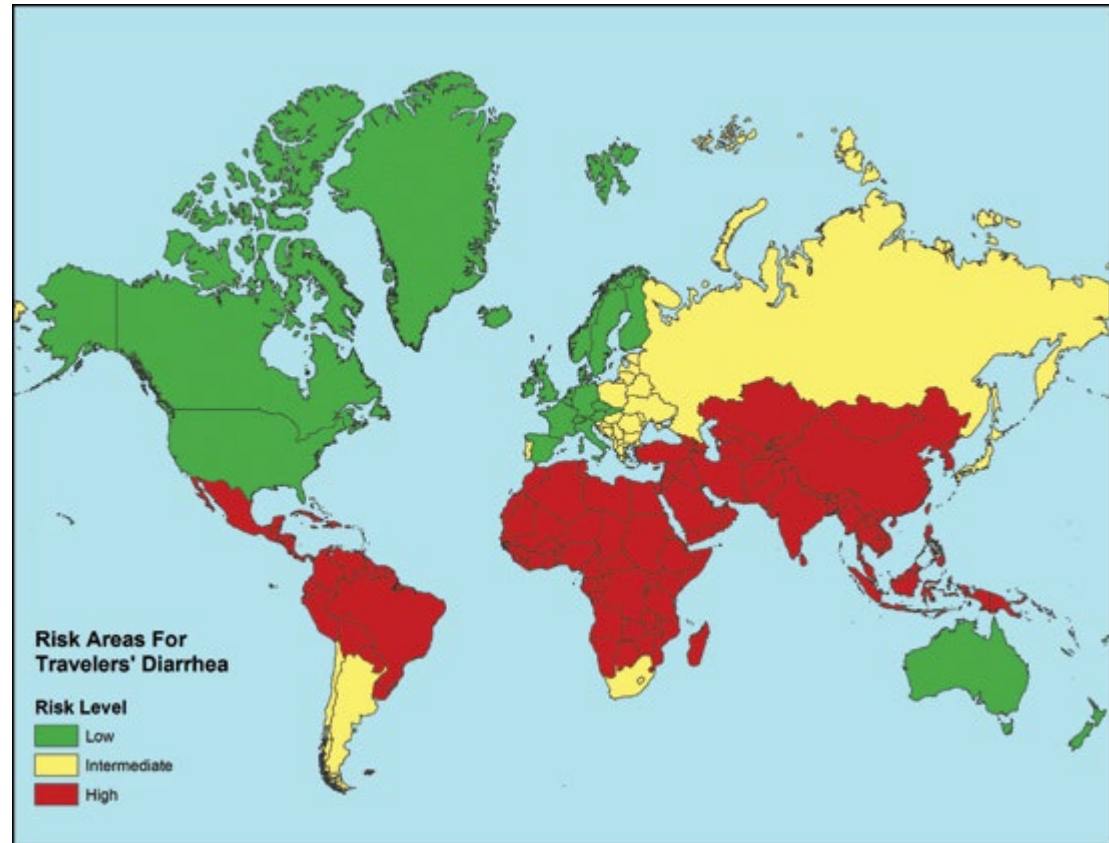 Risk Areas For
Travelers' Diarrhea
Risk Level
Low
Intermediate
High